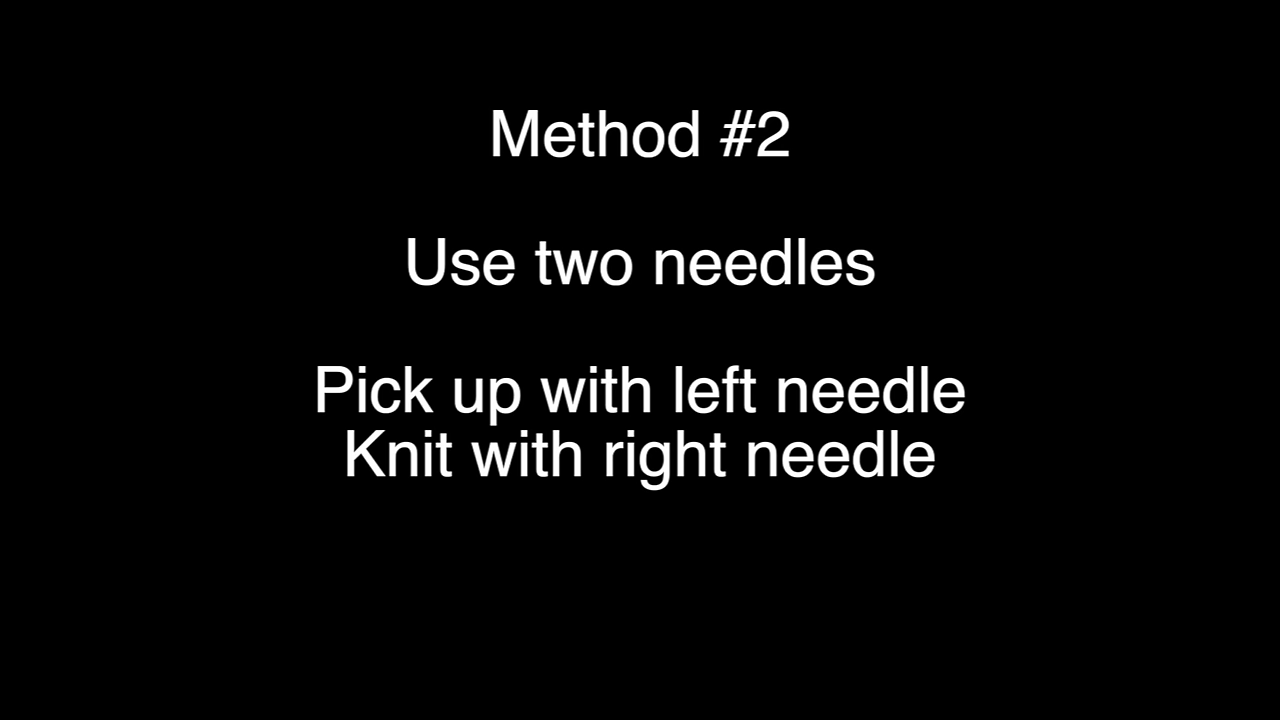 Method #2
Use two needles
Pick up with left needle
Knit with right needle